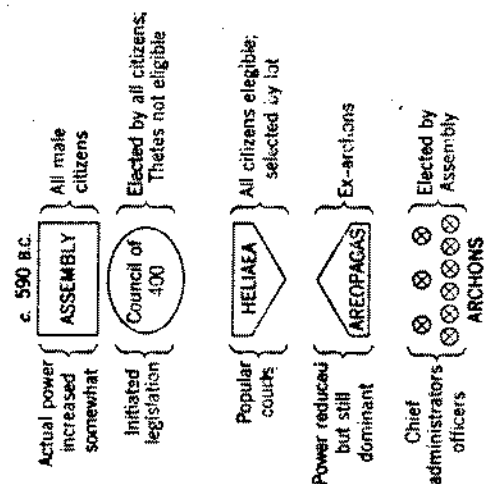 c. 590 B.C.
Actual power
increased
somewhat
ASSEMBLY
All male
citizens
Initiated
legislation
Council of
400
Elected by all citizens;
Thetes not eligible
Popular
courts
HELIAEA
All citizens elegible;
selected by lot
Power reduced
but still
dominant
AREOPAGAS
Ex-archons
Chief
administrators
officers
ARCHONS
Elected by
Assembly